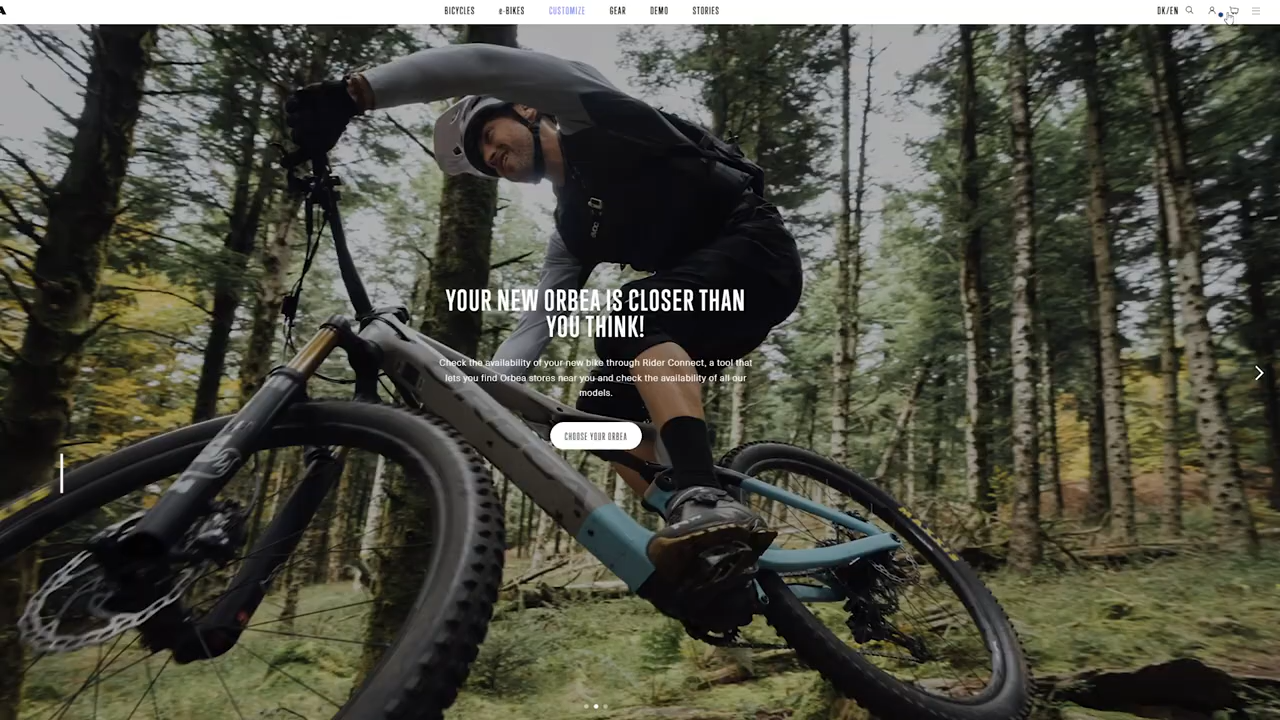 A
BICYCLES
e-BIKES
CUSTOMIZE
GEAR
DEMO
STORIES
DK/EN
YOUR NEW ORBEA IS CLOSER THAN
YOU THINK!
Check the availability of your new bike through Rider Connect, a tool that
lets you find Orbea stores near you and check the availability of all our
models.
CHOOSE YOUR ORBEA